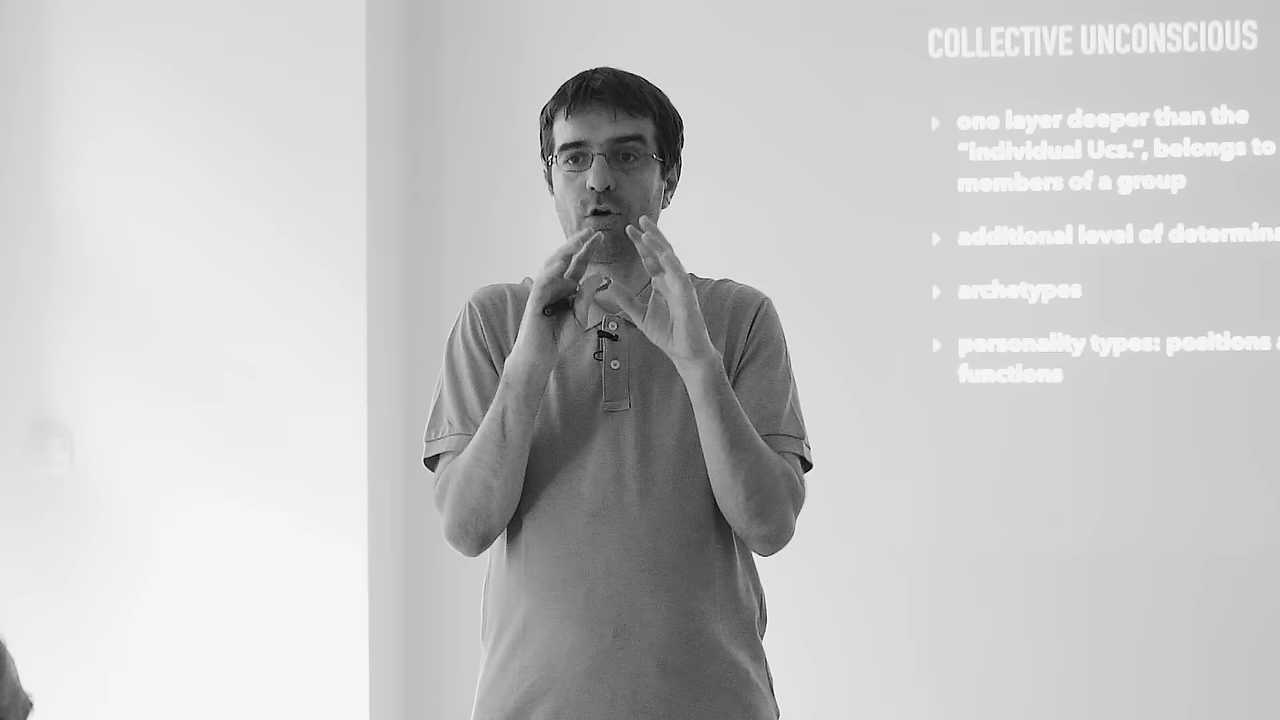 COLLECTIVE UNCONSCIOUS
one layer deeper than the
"Individual Ucs.", belongs to
members of a group
additional level of determina
archetypes
personality types: positions
functions